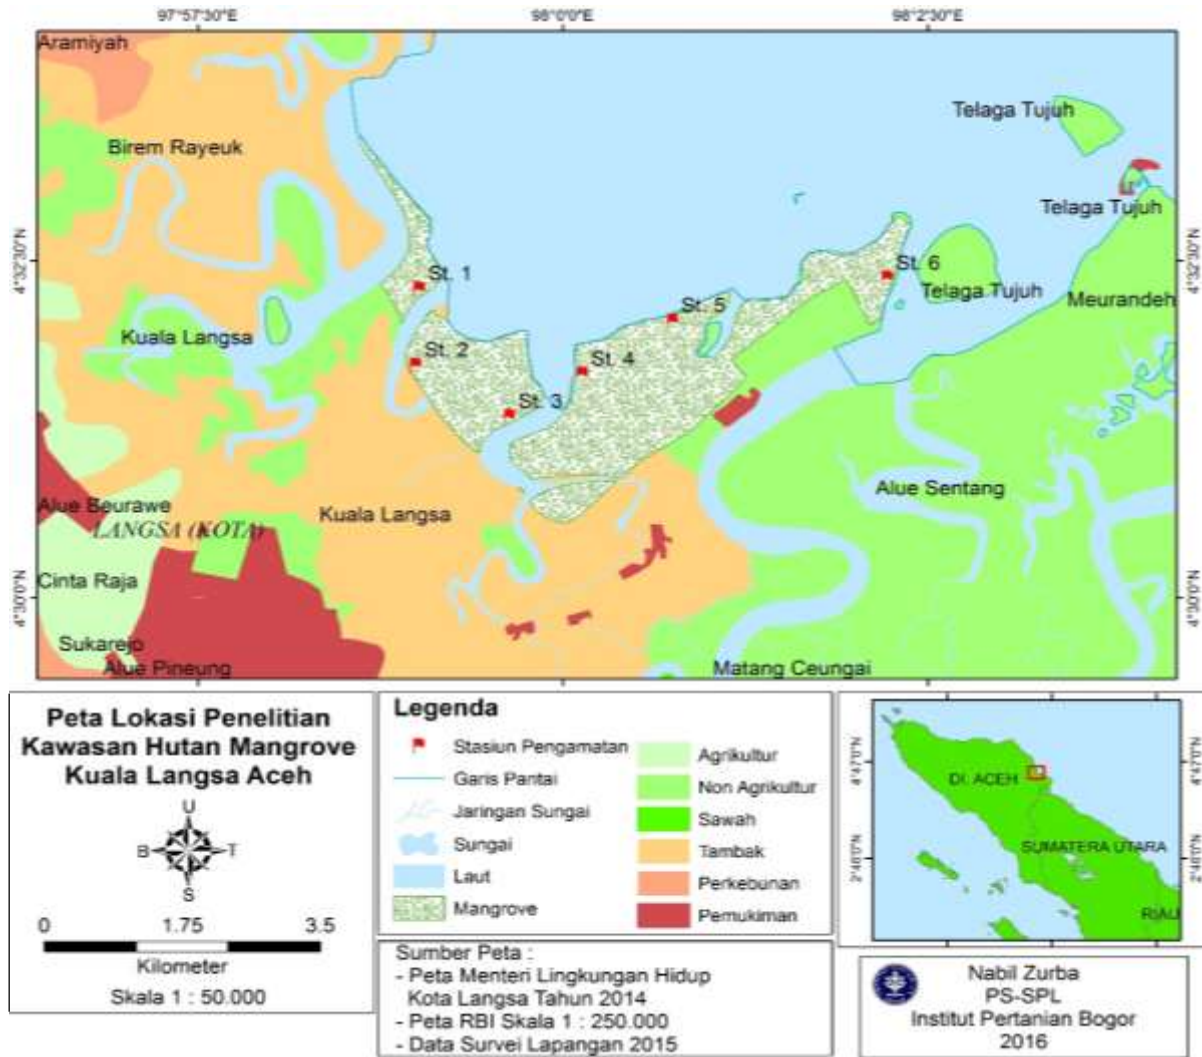 97°57'30"E 98°0'0"E 98°2'30"E
Aramiyah
Telaga Tujuh
Birem Rayeuk
Telaga Tujuh
4°32'30"N
4°32'30"N
St. 1
St. 6
Telaga Tujuh
Meurandeh
St. 5
Kuala Langsa
St. 2
St. 4
St. 3
Alue Sentang
Alue Beurawe
Kuala Langsa
LANGSA (KOTA)
Cinta Raja
4°30'0"N
4°30'0"N
Sukarejo
Alue Pineung
Matang Ceungai
Peta Lokasi Penelitian
Kawasan Hutan Mangrove
Kuala Langsa Aceh
U
B T
S
0 1.75 3.5
Kilometer
Skala 1 : 50.000
Legenda
Stasiun Pengamatan
Garis Pantai
Jaringan Sungai
Sungai
Laut
Mangrove
Agrikultur
Non Agrikultur
Sawah
Tambak
Perkebunan
Pemukiman
Sumber Peta :
- Peta Menteri Lingkungan Hidup
Kota Langsa Tahun 2014
- Peta RBI Skala 1 : 250.000
- Data Survei Lapangan 2015
4°47'0"N
4°47'0"N
DI. ACEH
SUMATERA UTARA
RIAU
Nabil Zurba
PS-SPL
Institut Pertanian Bogor
2016